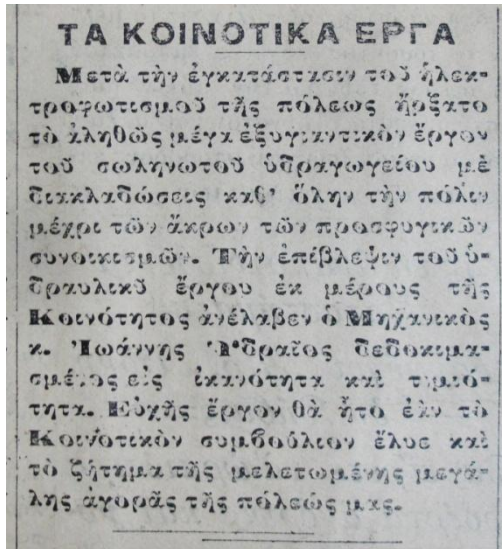 ΤΑ ΚΟΙΝΟΤΙΚΑ ΕΡΓΑ
Μετὰ τὴν ἐγκατάστασιν τοῦ ἠλεκ-
τροφωτισμοῦ τῆς πόλεως ἤρξατο
τὸ ἀληθῶς μέγα ἐξυγιαντικὸν ἔργον
τοῦ σωληνωτοῦ ὑδραγωγείου μὲ
διακλαδώσεις καθ' ὅλην τὴν πόλιν
μέχρι τῶν ἄκρων τῶν προσφυγικῶν
συνοικισμῶν. Τὴν ἐπίβλεψιν τοῦ ὑ-
δραυλικοῦ ἔργου ἐκ μέρους τῆς
Κοινότητος ἀνέλαβεν ὁ Μηχανικὸς
κ. Ἰωάννης Ὑδραῖος δεδοκιμα-
σμένος εἰς ἱκανότητα καὶ τιμιό-
τητα. Εὐχῆς ἔργον θὰ ἦτο ἐὰν τὸ
Κοινοτικὸν συμβούλιον ἔλυε καὶ
τὸ ζήτημα τῆς μελετωμένης μεγά-
λης ἀγορᾶς τῆς πόλεώς μας.